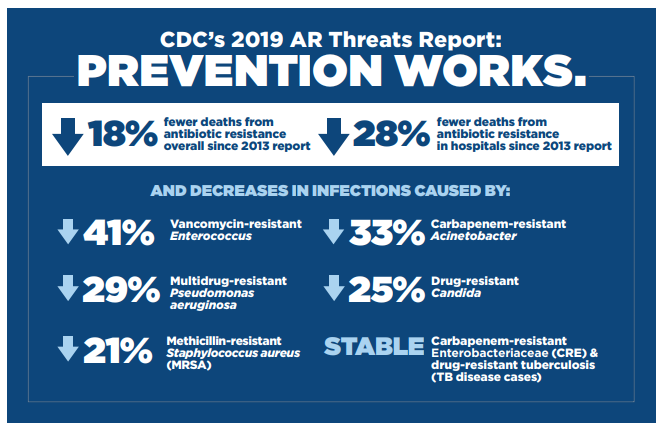 CDC's 2019 AR Threats Report:
PREVENTION WORKS.
18% fewer deaths from
antibiotic resistance
overall since 2013 report
28% fewer deaths from
antibiotic resistance
in hospitals since 2013 report
AND DECREASES IN INFECTIONS CAUSED BY:
41% Vancomycin-resistant
Enterococcus
33% Carbapenem-resistant
Acinetobacter
29% Multidrug-resistant
Pseudomonas
aeruginosa
25% Drug-resistant
Candida
21% Methicillin-resistant
Staphylococcus aureus
(MRSA)
STABLE Carbapenem-resistant
Enterobacteriaceae (CRE) &
drug-resistant tuberculosis
(TB disease cases)